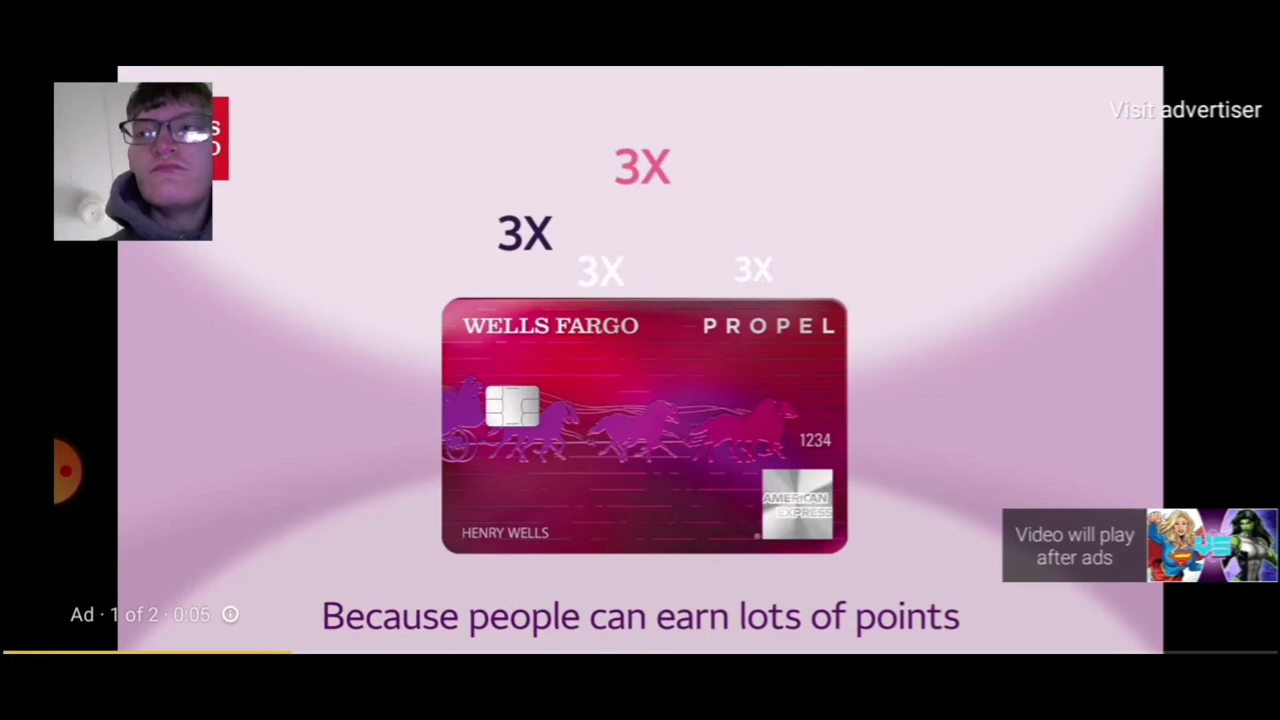 Visit advertiser
3X
3X
3X
3X
WELLS FARGO
PROPEL
1234
AMERICAN
EXPRESS
®
HENRY WELLS
Video will play
after ads
VS
Ad · 1 of 2 · 0:05
Because people can earn lots of points